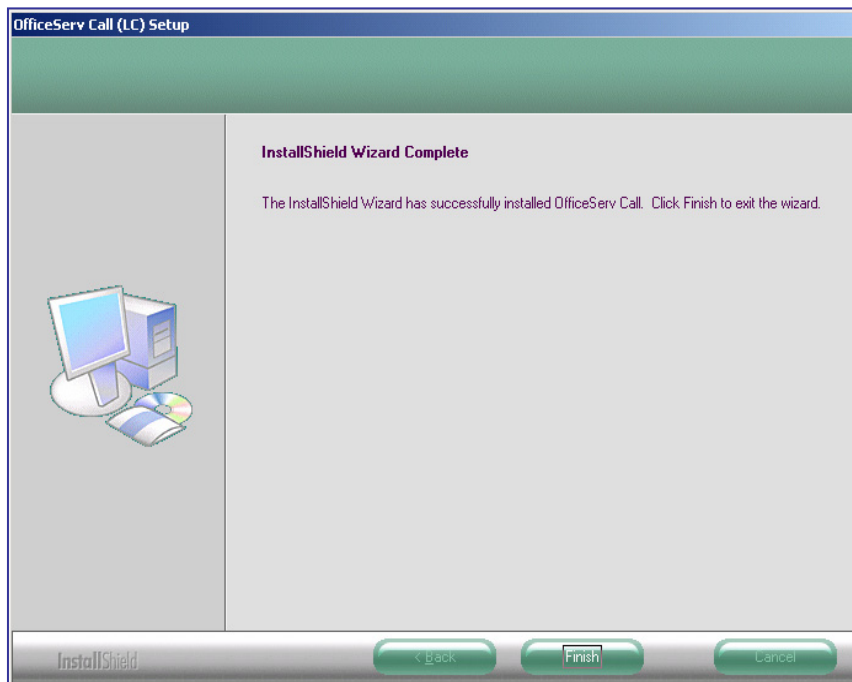 OfficeServ Call (LC) Setup
InstallShield Wizard Complete
The InstallShield Wizard has successfully installed OfficeServ Call. Click Finish to exit the wizard.
InstallShield
< Back
Finish
Cancel